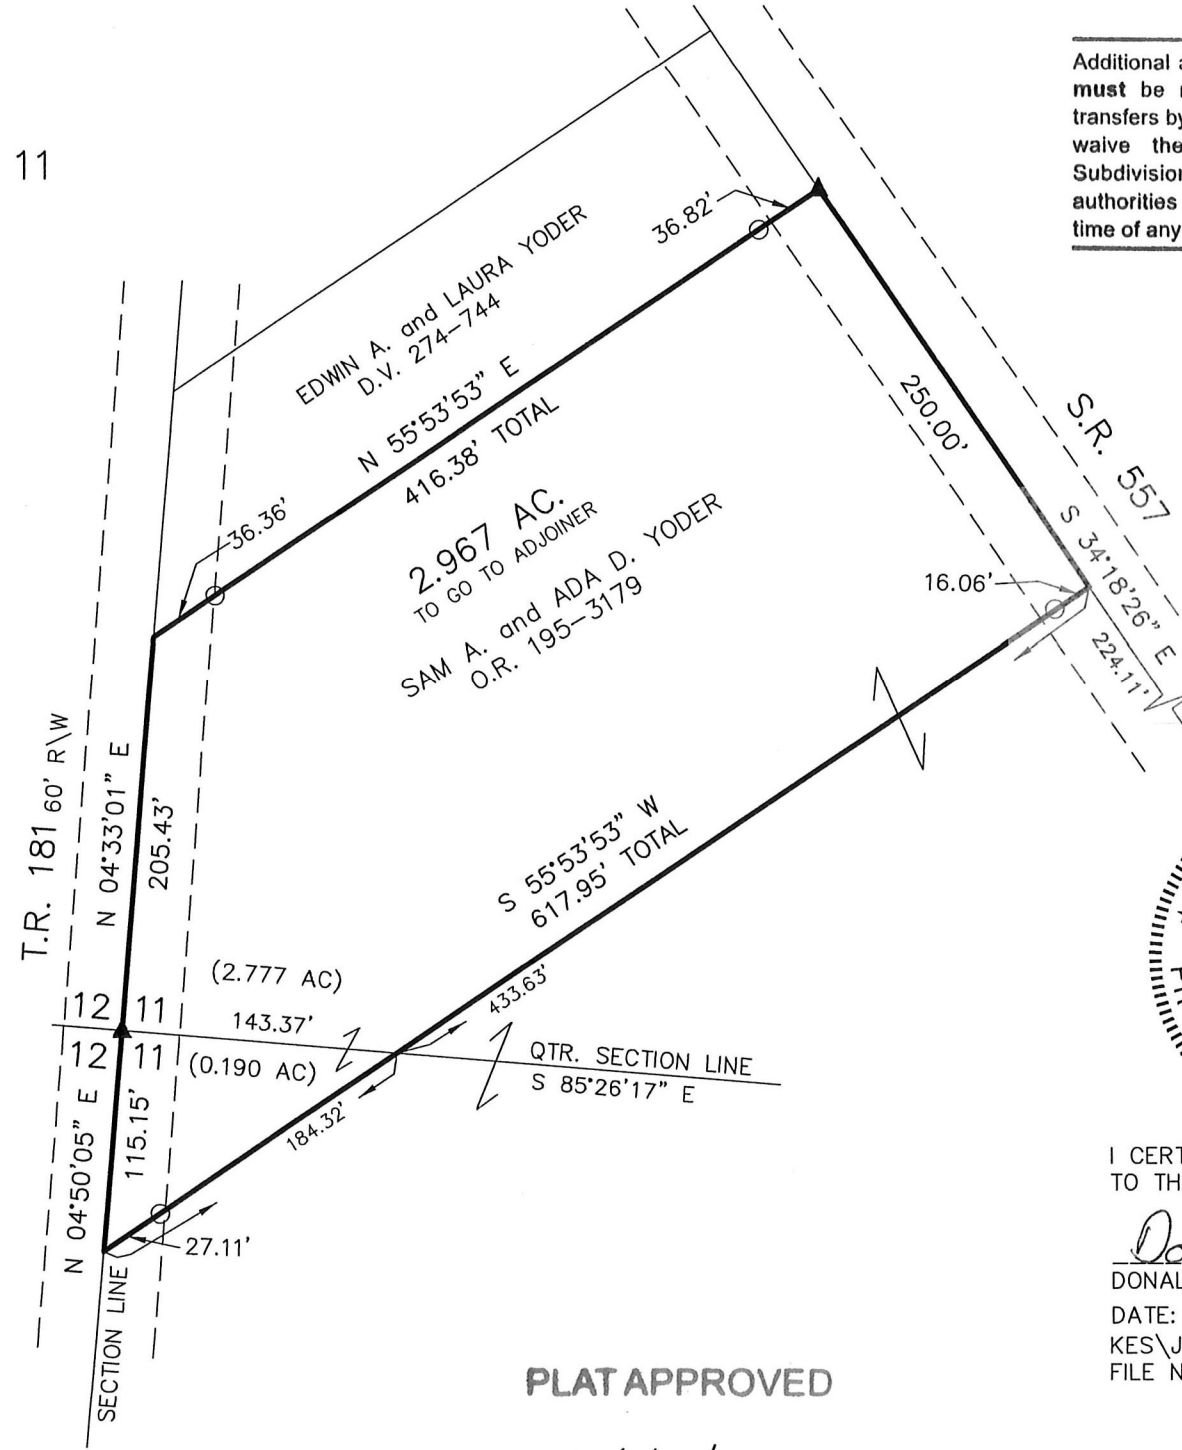 Additional
must be
transfers by
waive the
Subdivision
authorities
time of any
11
36.82'
EDWIN A. and LAURA YODER
D.V. 274-744
N 55°53'53" E
416.38' TOTAL
36.36'
2.967 AC.
TO GO TO ADJOINER
SAM A. and ADA D. YODER
O.R. 195-3179
250.00'
S.R. 557
S 34°18'26" E
224.11'
16.06'
T.R. 181 60' R\W
N 04°33'01" E
205.43'
S 55°53'53" W
617.95' TOTAL
(2.777 AC)
433.63'
12 11
143.37'
12 11
(0.190 AC)
QTR. SECTION LINE
S 85°26'17" E
N 04°50'05" E
115.15'
184.32'
27.11'
SECTION LINE
I CERT
TO TH
DONAL
DATE:
KES\J
FILE N
PLAT APPROVED